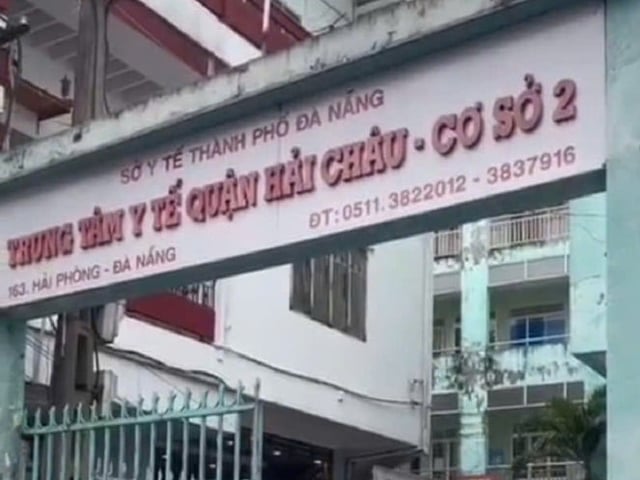 SỞ Y TẾ THÀNH PHỐ ĐÀ NẴNG
TRUNG TÂM Y TẾ QUẬN HẢI CHÂU - CƠ SỞ 2
163. HẢI PHÒNG - ĐÀ NẴNG
ĐT: 0511. 3822012 - 3837916